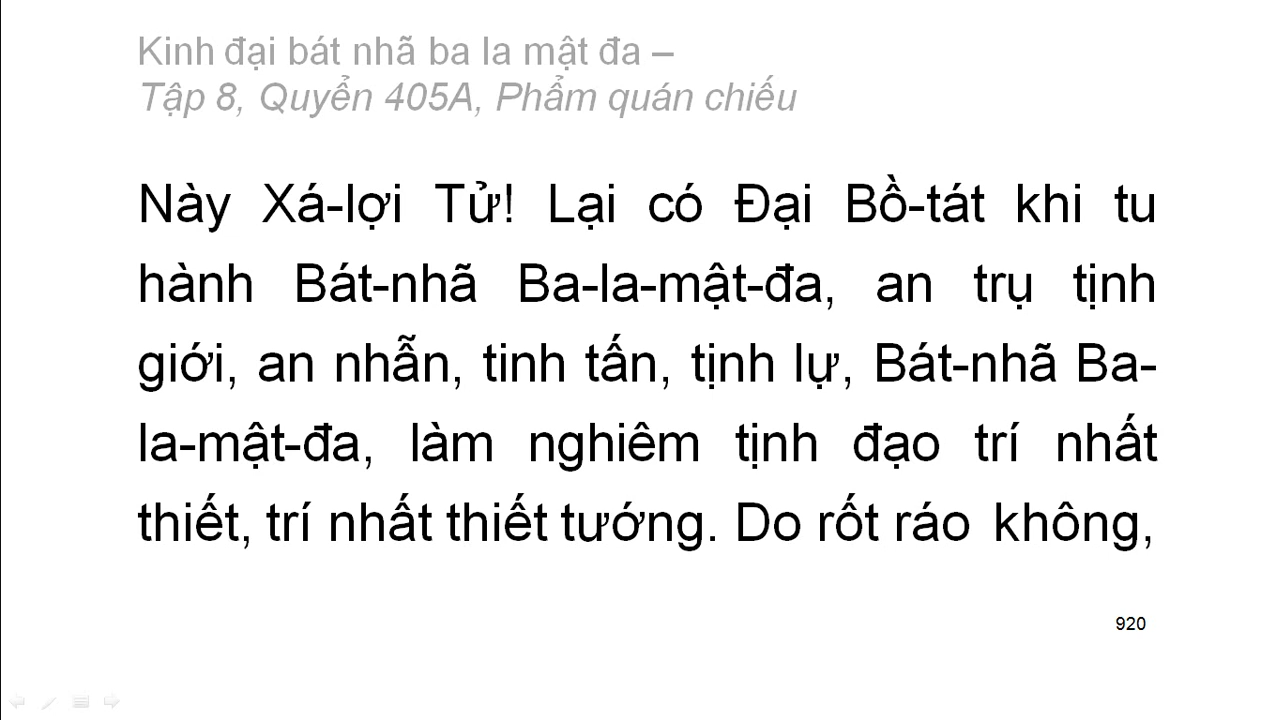 Kinh đại bát nhã ba la mật đa –
Tập 8, Quyển 405A, Phẩm quán chiếu
Này Xá-lợi Tử! Lại có Đại Bồ-tát khi tu
hành Bát-nhã Ba-la-mật-đa, an trụ tịnh
giới, an nhẫn, tinh tấn, tịnh lự, Bát-nhã Ba-
la-mật-đa, làm nghiêm tịnh đạo trí nhất
thiết, trí nhất thiết tướng. Do rốt ráo không,
920